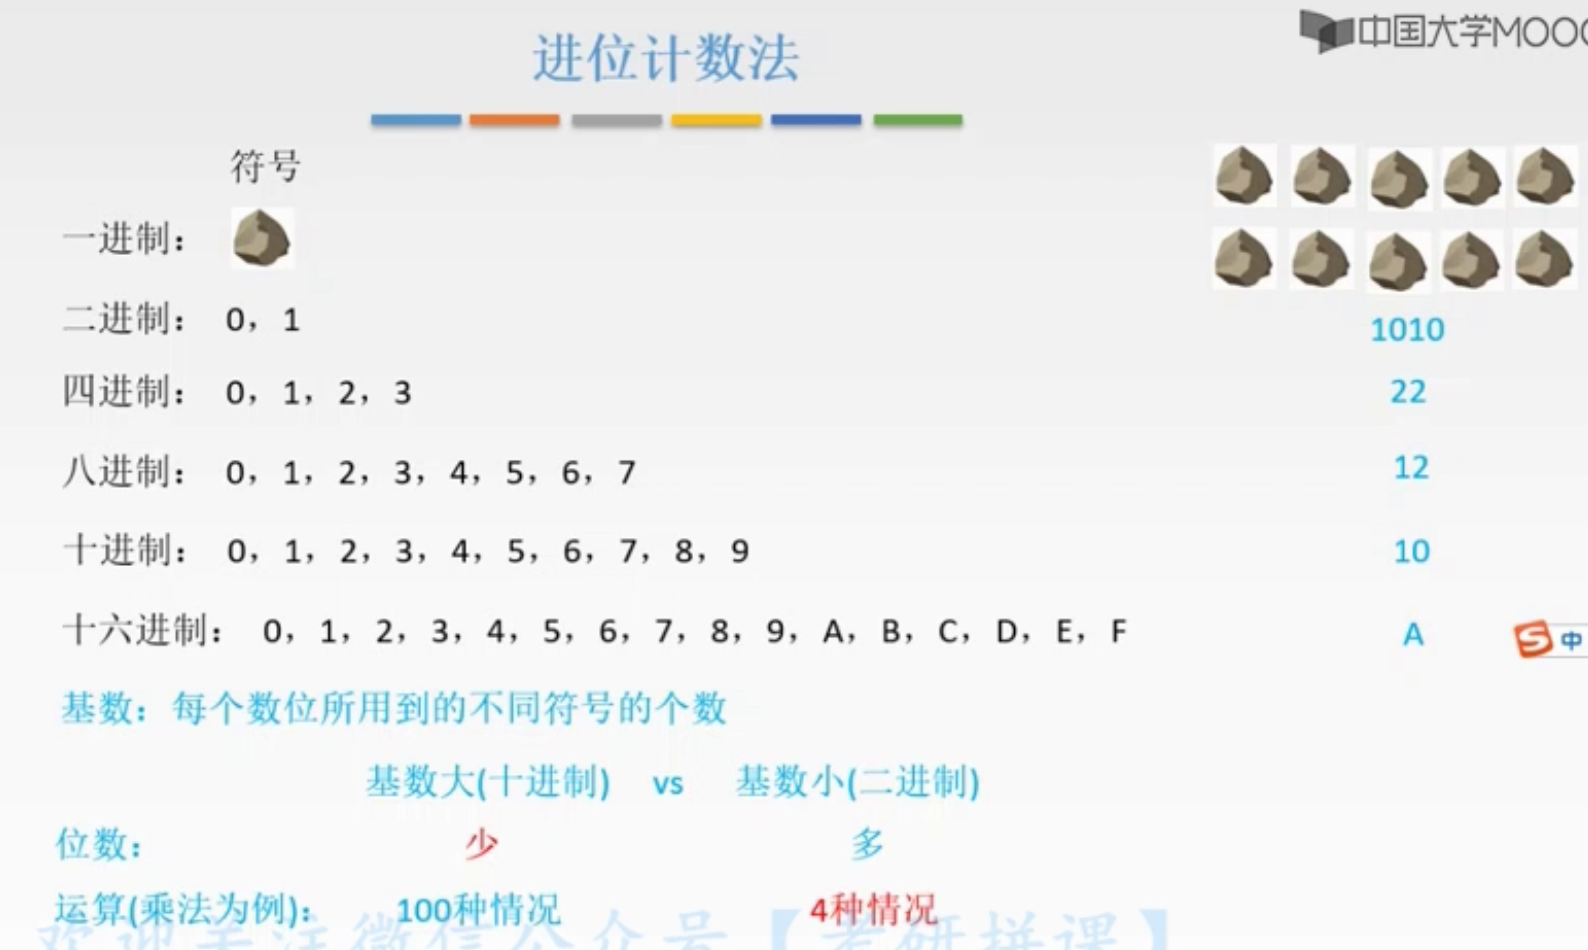 中国大学MOOC
进位计数法
符号
一进制：
二进制： 0，1 1010
四进制： 0，1，2，3 22
八进制： 0，1，2，3，4，5，6，7 12
十进制： 0，1，2，3，4，5，6，7，8，9 10
十六进制： 0，1，2，3，4，5，6，7，8，9，A，B，C，D，E，F A
S 中
基数：每个数位所用到的不同符号的个数
基数大(十进制) vs 基数小(二进制)
位数： 少 多
运算(乘法为例)： 100种情况 4种情况
欢迎关注微信公众号【考研拼课】